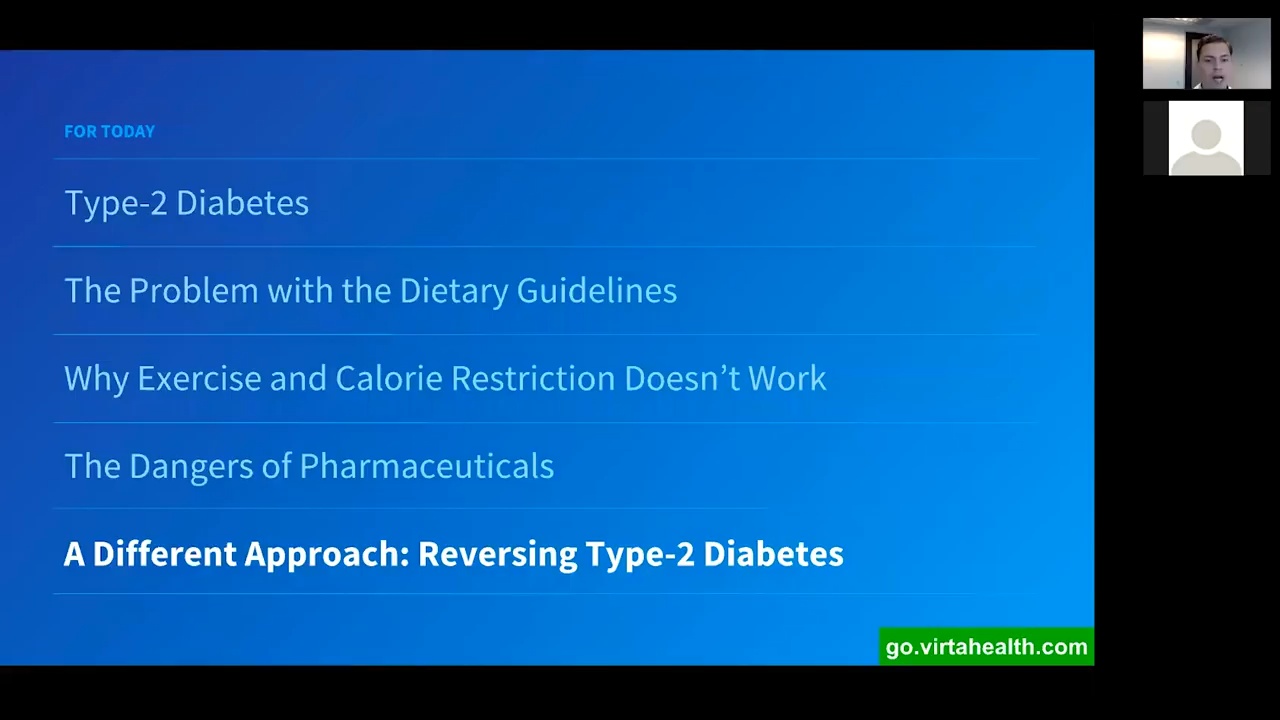 FOR TODAY
Type-2 Diabetes
The Problem with the Dietary Guidelines
Why Exercise and Calorie Restriction Doesn’t Work
The Dangers of Pharmaceuticals
A Different Approach: Reversing Type-2 Diabetes
go.virtahealth.com